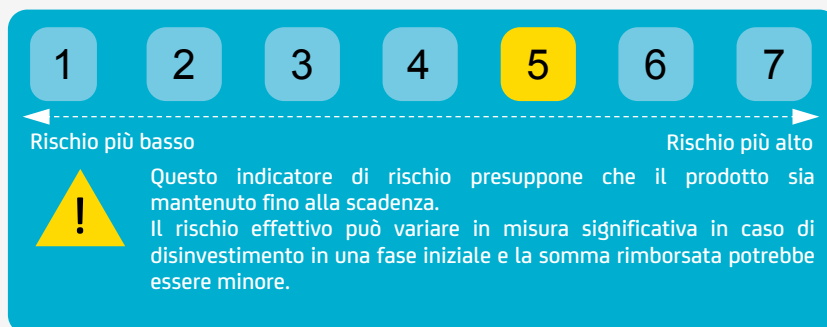 1 2 3 4 5 6 7
Rischio più basso Rischio più alto
!
Questo indicatore di rischio presuppone che il prodotto sia
mantenuto fino alla scadenza.
Il rischio effettivo può variare in misura significativa in caso di
disinvestimento in una fase iniziale e la somma rimborsata potrebbe
essere minore.